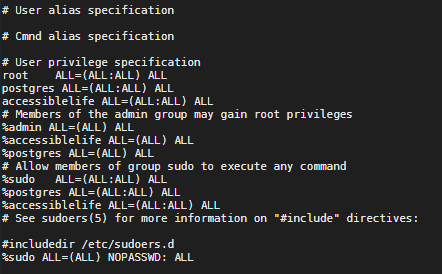 # User alias specification
# Cmnd alias specification
# User privilege specification
root    ALL=(ALL:ALL) ALL
postgres ALL=(ALL:ALL) ALL
accessiblelife ALL=(ALL:ALL) ALL
# Members of the admin group may gain root privileges
%admin ALL=(ALL) ALL
%accessiblelife ALL=(ALL) ALL
%postgres ALL=(ALL) ALL
# Allow members of group sudo to execute any command
%sudo   ALL=(ALL:ALL) ALL
%postgres ALL=(ALL:ALL) ALL
%accessiblelife ALL=(ALL:ALL) ALL
# See sudoers(5) for more information on "#include" directives:
#includedir /etc/sudoers.d
%sudo ALL=(ALL) NOPASSWD: ALL